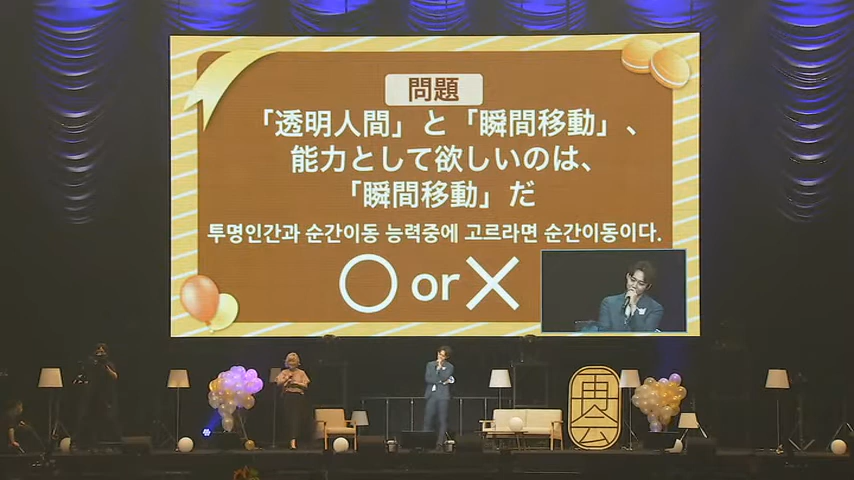 問題
「透明人間」と「瞬間移動」、
能力として欲しいのは、
「瞬間移動」だ
투명인간과 순간이동 능력중에 고르라면 순간이동이다.
〇 or ✕
再会